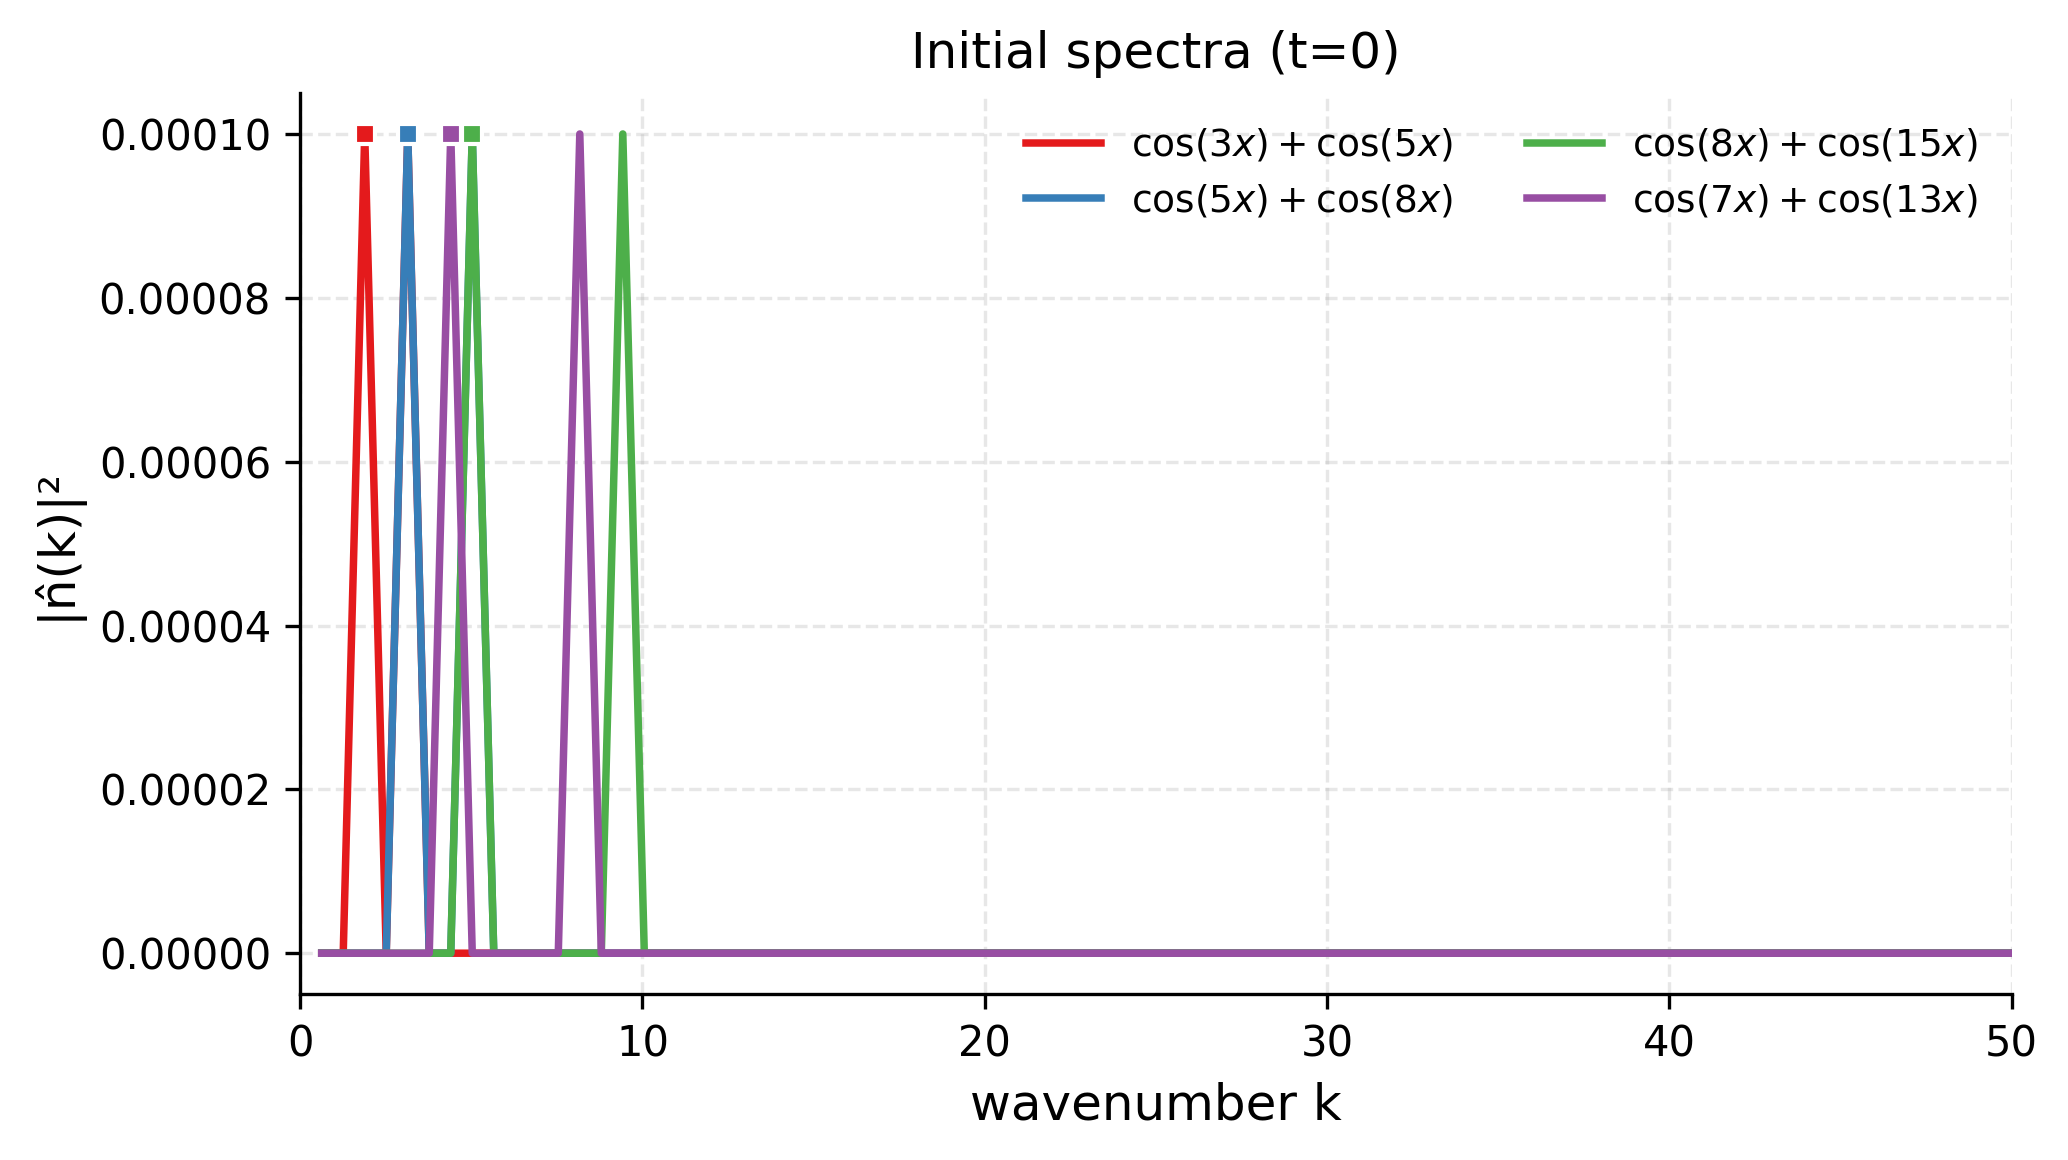 Initial spectra (t=0)
0.00010
0.00008
0.00006
0.00004
0.00002
0.00000
|n̂(k)|²
cos(3x) + cos(5x)
cos(5x) + cos(8x)
cos(8x) + cos(15x)
cos(7x) + cos(13x)
0 10 20 30 40 50
wavenumber k